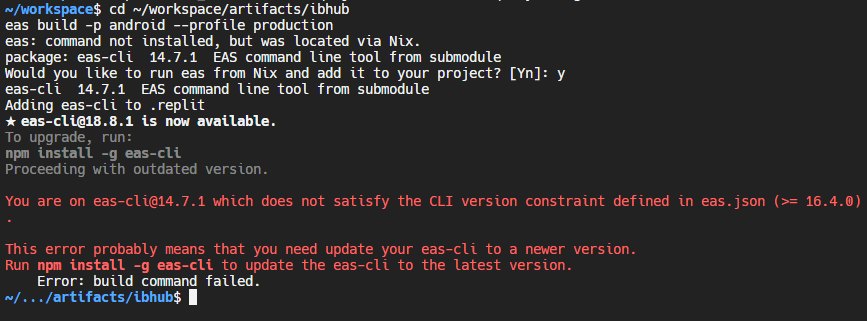 ~/workspace$ cd ~/workspace/artifacts/ibhub
eas build -p android --profile production
eas: command not installed, but was located via Nix.
package: eas-cli  14.7.1  EAS command line tool from submodule
Would you like to run eas from Nix and add it to your project? [Yn]: y
eas-cli  14.7.1  EAS command line tool from submodule
Adding eas-cli to .replit
★ eas-cli@18.8.1 is now available.
To upgrade, run:
npm install -g eas-cli
Proceeding with outdated version.
You are on eas-cli@14.7.1 which does not satisfy the CLI version constraint defined in eas.json (>= 16.4.0)
.
This error probably means that you need update your eas-cli to a newer version.
Run npm install -g eas-cli to update the eas-cli to the latest version.
    Error: build command failed.
~/.../artifacts/ibhub$